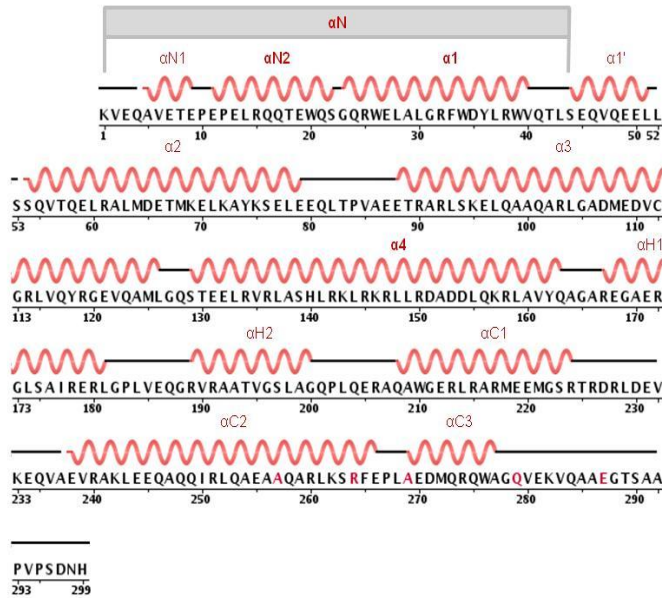 αN
αN1 αN2 α1 α1'
KVEQAVETEPEPELRQQTEWQSGQRWELALGRFWDYLRWVQTLSEQVQEELL
1 10 20 30 40 50 52
α2 α3
SSQVTQELRALMDETMKELKAYKSELEEQLTPVAEETRARLSKELQAAQARLGADMEDVC
53 60 70 80 90 100 110
α4 αH1
GRLVQYRGEVQAMLGQSTEELRVRLASHLRKLRKRLLRDADDLQKRLAVYQAGAREGAER
113 120 130 140 150 160 170
αH2 αC1
GLSAIRERLGPLVEQGRVRAATVGSLAGQPLQERAQAWGERLRARMEEMGSRTRDRLDEV
173 180 190 200 210 220 230
αC2 αC3
KEQVAEVRAKLEEQAQQIRLQAEAAQARLKSRFEPLAEDMQRQWAGQVEKVQAAEGTSAA
233 240 250 260 270 280 290
PVPSDNH
293 299